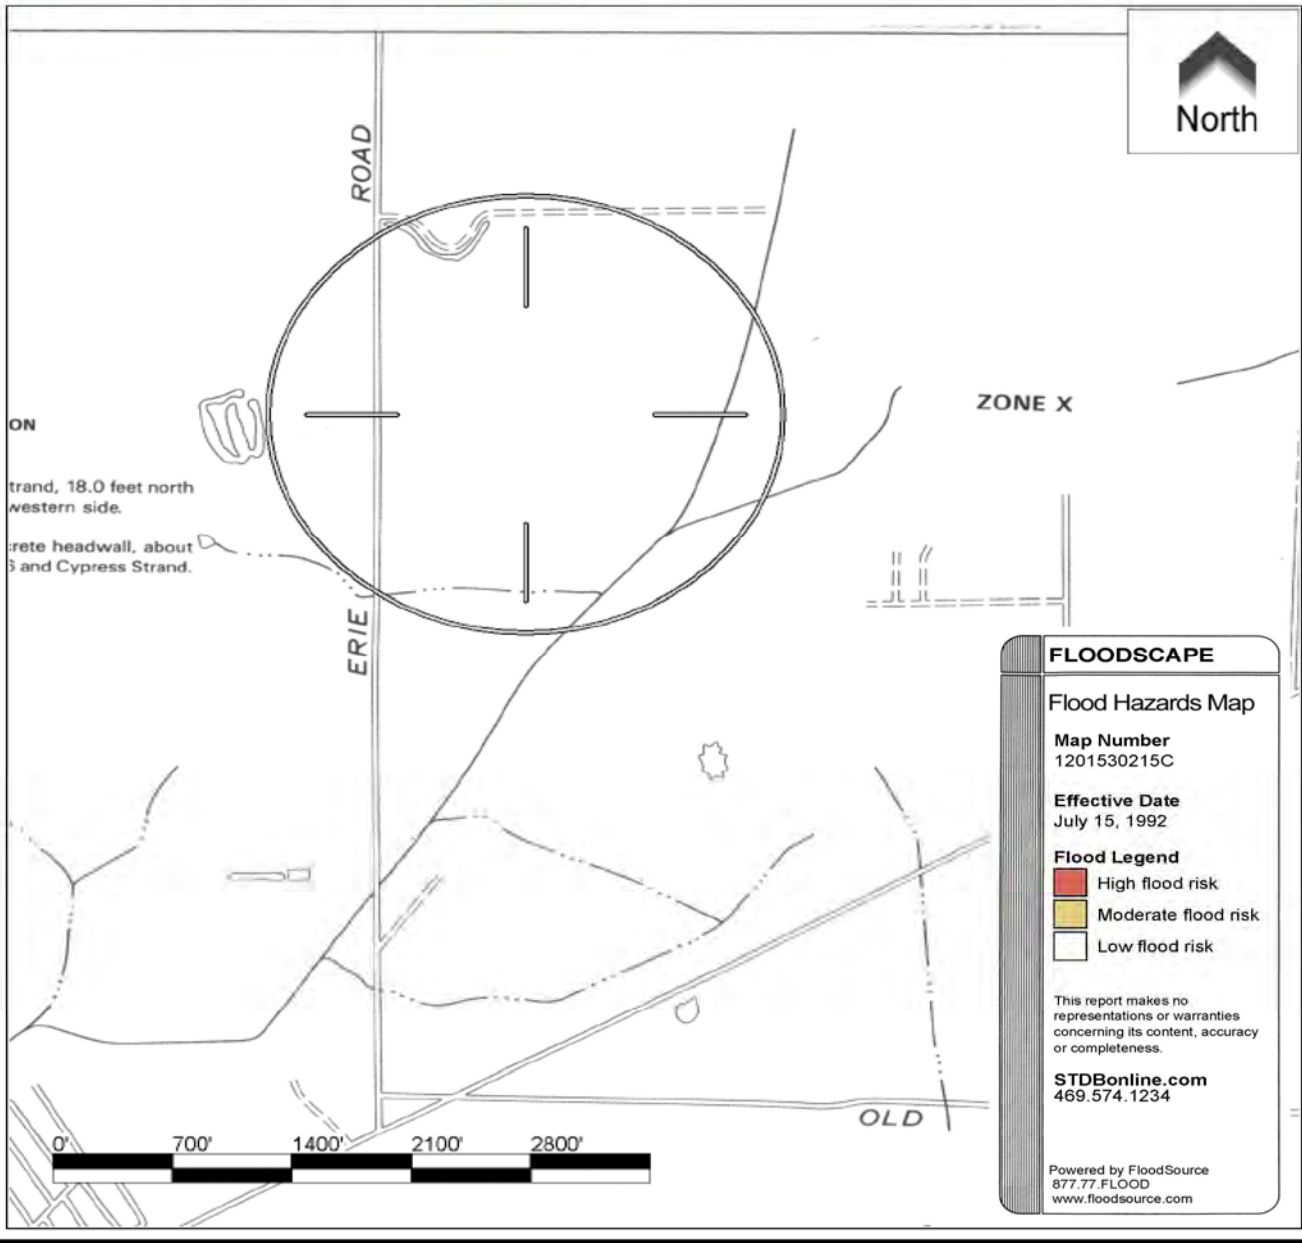 North
ROAD
ZONE X
ON
trand, 18.0 feet north
western side.
rete headwall, about
and Cypress Strand.
ERIE
OLD
0' 700' 1400' 2100' 2800'
FLOODSCAPE
Flood Hazards Map
Map Number
1201530215C
Effective Date
July 15, 1992
Flood Legend
High flood risk
Moderate flood risk
Low flood risk
This report makes no
representations or warranties
concerning its content, accuracy
or completeness.
STDBonline.com
469.574.1234
Powered by FloodSource
877.77.FLOOD
www.floodsource.com